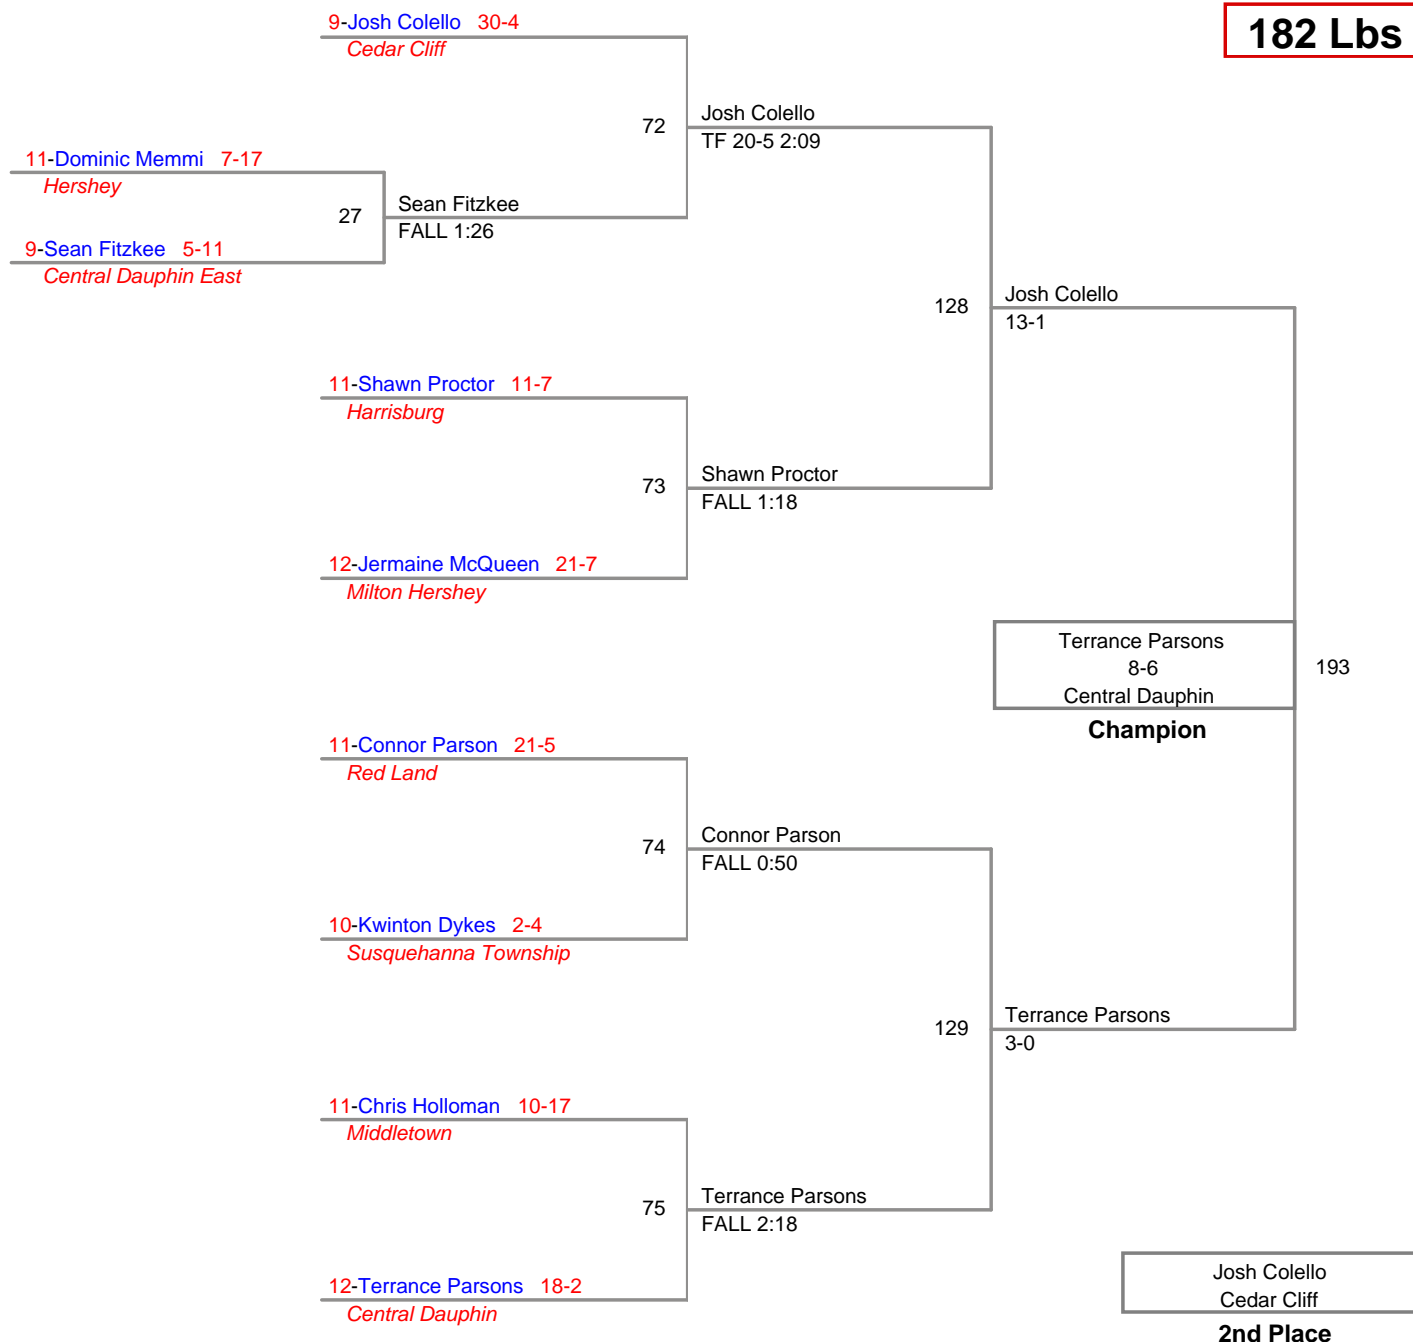 9-Josh Colello 30-4
Cedar Cliff
182 Lbs
72
Josh Colello
TF 20-5 2:09
11-Dominic Memmi 7-17
Hershey
27
Sean Fitzkee
FALL 1:26
9-Sean Fitzkee 5-11
Central Dauphin East
128
Josh Colello
13-1
11-Shawn Proctor 11-7
Harrisburg
73
Shawn Proctor
FALL 1:18
12-Jermaine McQueen 21-7
Milton Hershey
Terrance Parsons
8-6
Central Dauphin
193
Champion
11-Connor Parson 21-5
Red Land
74
Connor Parson
FALL 0:50
10-Kwinton Dykes 2-4
Susquehanna Township
129
Terrance Parsons
3-0
11-Chris Holloman 10-17
Middletown
75
Terrance Parsons
FALL 2:18
12-Terrance Parsons 18-2
Central Dauphin
Josh Colello
Cedar Cliff
2nd Place